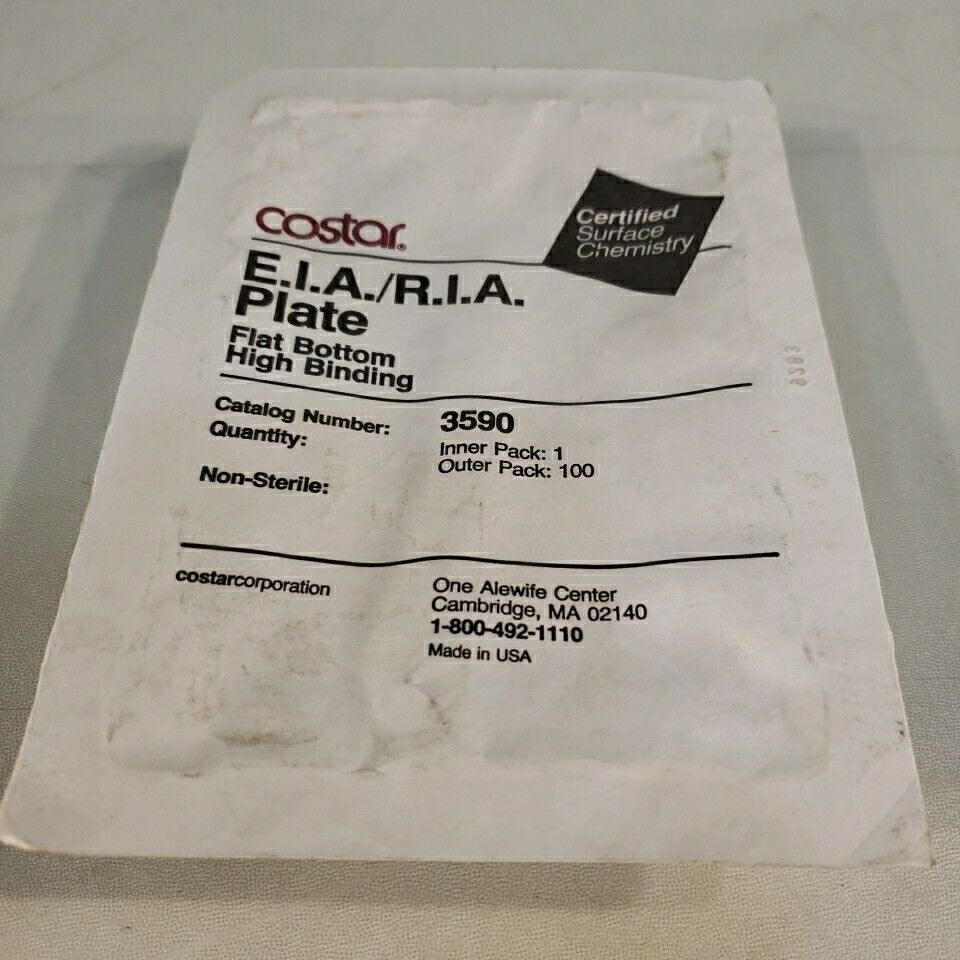 costar®
Certified
Surface
Chemistry
E.I.A./R.I.A.
Plate
Flat Bottom
High Binding
Catalog Number: 3590
Quantity: Inner Pack: 1
Outer Pack: 100
Non-Sterile:
costarcorporation
One Alewife Center
Cambridge, MA 02140
1-800-492-1110
Made in USA